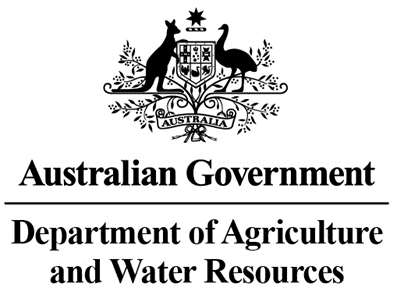 AUSTRALIA
Australian Government
Department of Agriculture
and Water Resources